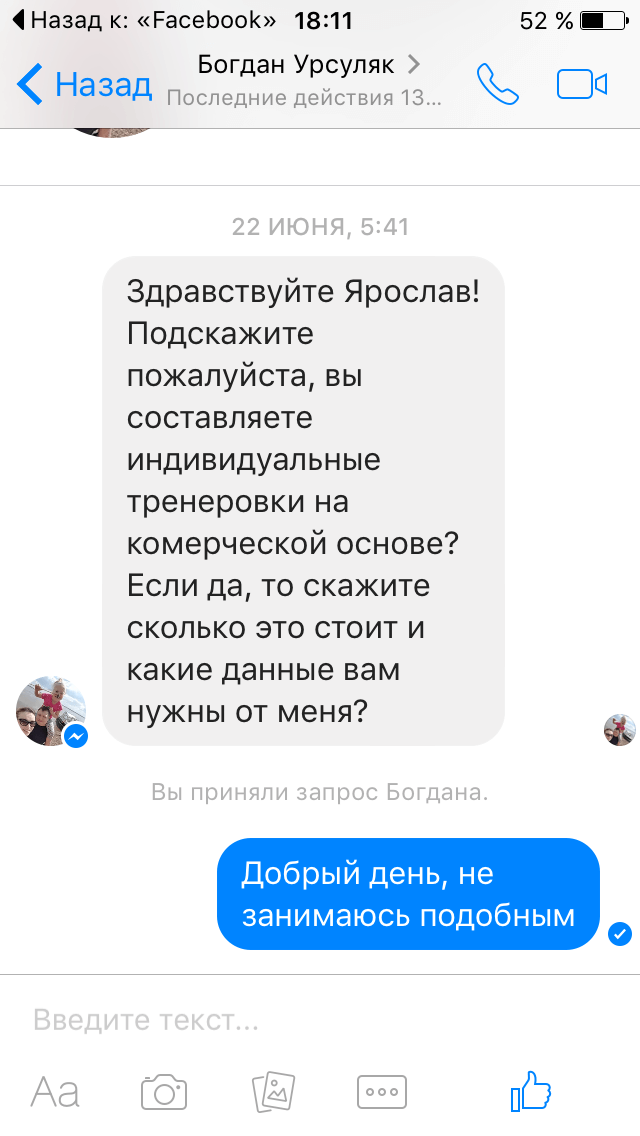 Назад к: «Facebook» 18:11 52 %
Назад
Богдан Урсуляк
Последние действия 13...
22 ИЮНЯ, 5:41
Здравствуйте Ярослав!
Подскажите
пожалуйста, вы
составляете
индивидуальные
тренеровки на
комерческой основе?
Если да, то скажите
сколько это стоит и
какие данные вам
нужны от меня?
Вы приняли запрос Богдана.
Добрый день, не
занимаюсь подобным
Введите текст...
Aa